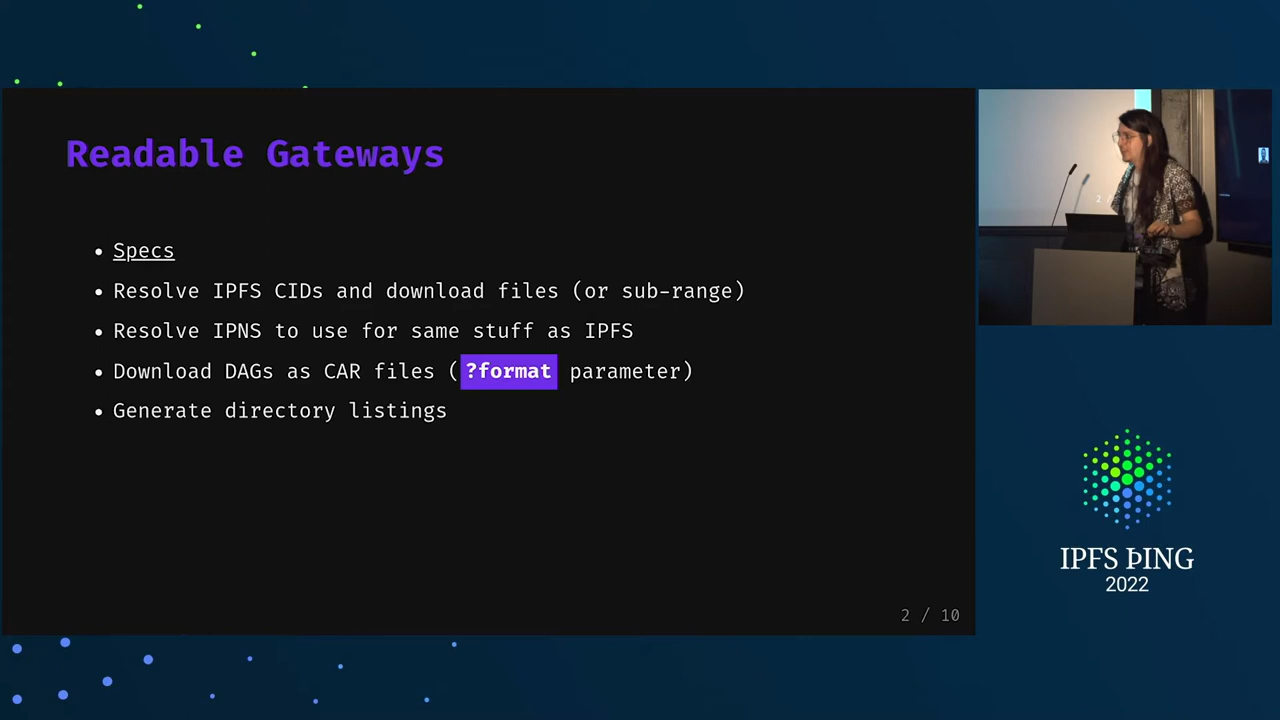 Readable Gateways
• Specs
• Resolve IPFS CIDs and download files (or sub-range)
• Resolve IPNS to use for same stuff as IPFS
• Download DAGs as CAR files (?format parameter)
• Generate directory listings
2 / 10
IPFS ÞING
2022